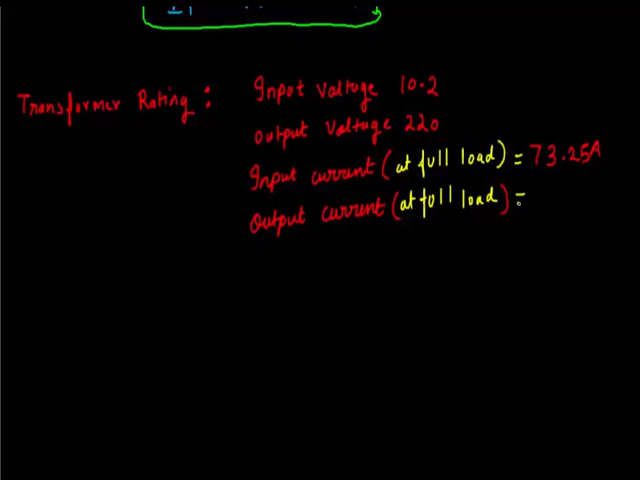 Transformer Rating : Input voltage 10.2
output voltage 220
Input current (at full load) = 73.25A
Output current (at full load) =